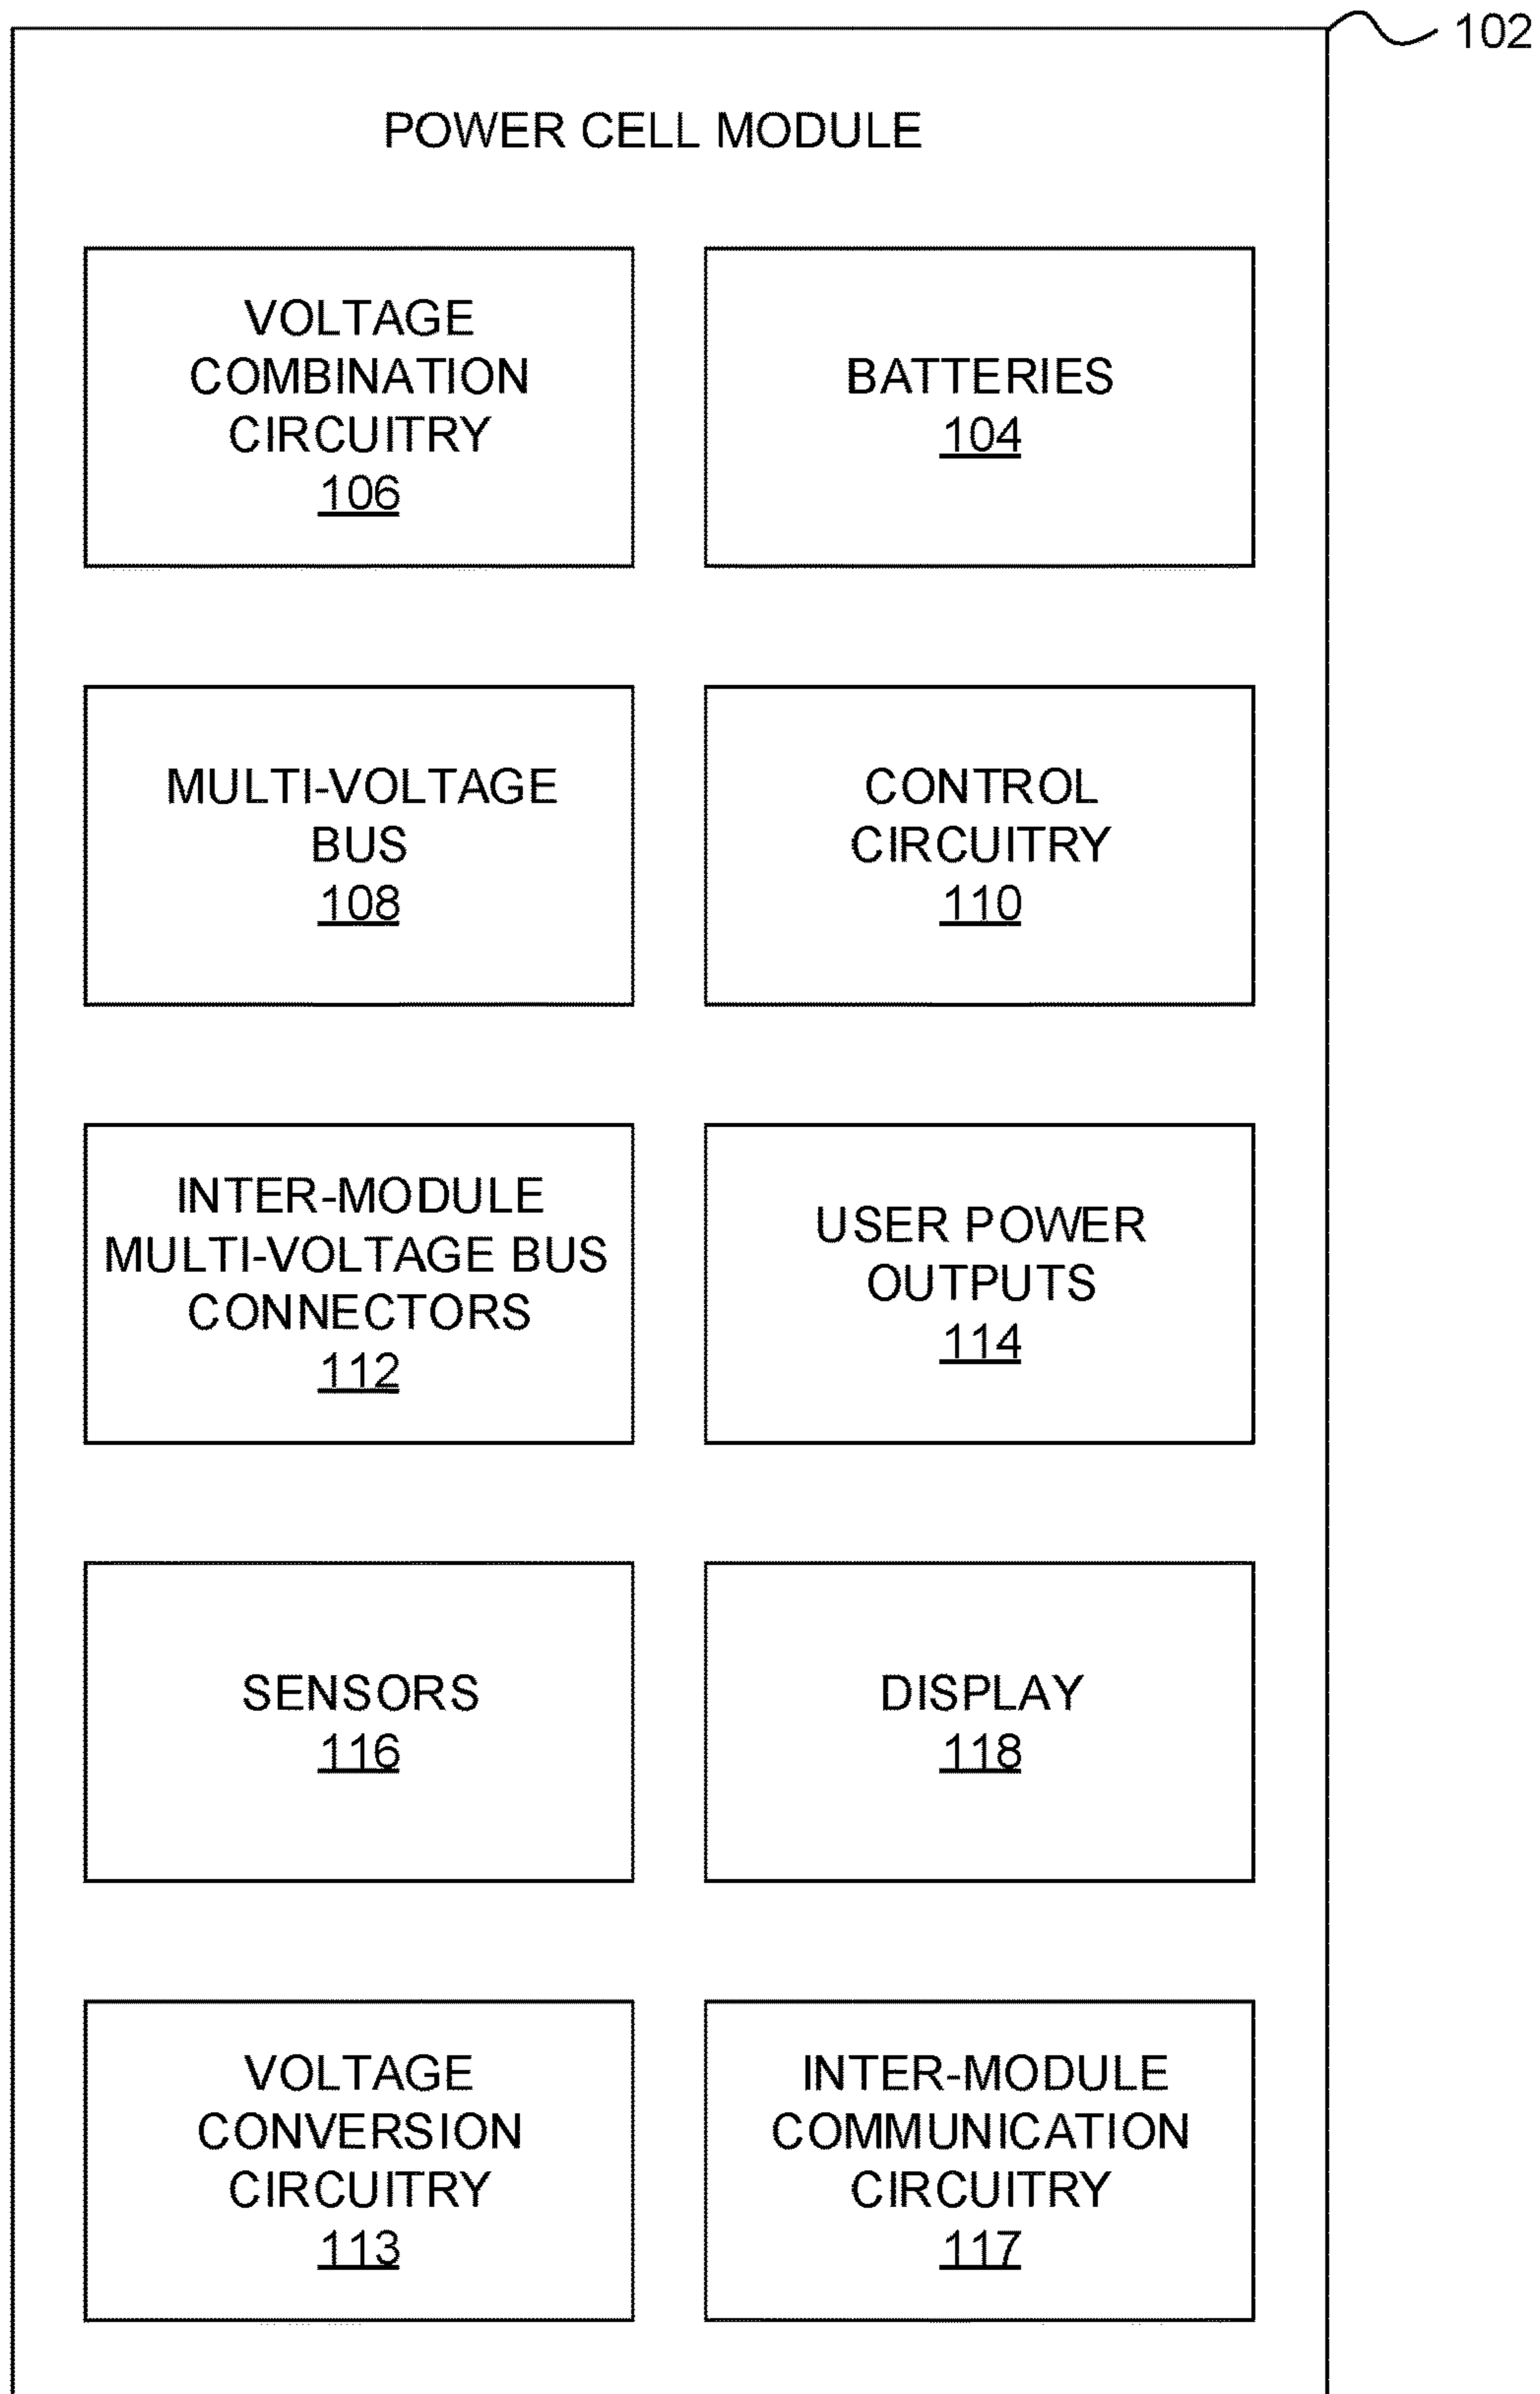 102
POWER CELL MODULE
VOLTAGE
COMBINATION
CIRCUITRY
106
BATTERIES
104
MULTI-VOLTAGE
BUS
108
CONTROL
CIRCUITRY
110
INTER-MODULE
MULTI-VOLTAGE BUS
CONNECTORS
112
USER POWER
OUTPUTS
114
SENSORS
116
DISPLAY
118
VOLTAGE
CONVERSION
CIRCUITRY
113
INTER-MODULE
COMMUNICATION
CIRCUITRY
117